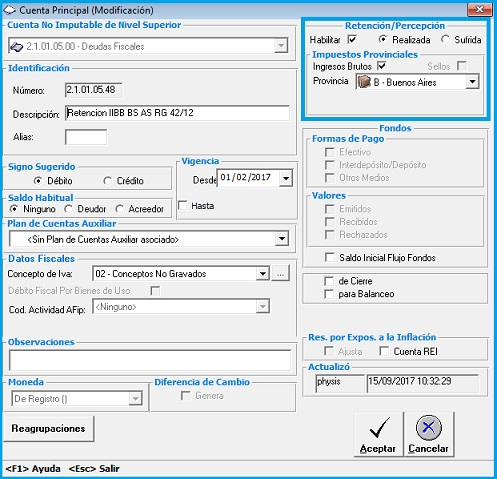 Cuenta Principal (Modificación)
Cuenta No Imputable de Nivel Superior
2.1.01.05.00 - Deudas Fiscales
Identificación
Número: 2.1.01.05.48
Descripción: Retencion IIBB BS AS RG 42/12
Alias:
Signo Sugerido
Débito Crédito
Saldo Habitual
Ninguno Deudor Acreedor
Vigencia
Desde 01/02/2017
Hasta
Plan de Cuentas Auxiliar
<Sin Plan de Cuentas Auxiliar asociado>
Datos Fiscales
Concepto de Iva: 02 - Conceptos No Gravados ...
Débito Fiscal Por Bienes de Uso
Cod. Actividad AFip: <Ninguno>
Observaciones
Moneda
De Registro ()
Diferencia de Cambio
Genera
Reagrupaciones
Retención/Percepción
Habilitar Realizada Sufrida
Impuestos Provinciales
Ingresos Brutos Sellos
Provincia B - Buenos Aires
Fondos
Formas de Pago
Efectivo
Interdepósito/Depósito
Otros Medios
Valores
Emitidos
Recibidos
Rechazados
Saldo Inicial Flujo Fondos
de Cierre
para Balanceo
Res. por Expos. a la Inflación
Ajusta Cuenta REI
Actualizó
physis 15/09/2017 10:32:29
Aceptar Cancelar
<F1> Ayuda <Esc> Salir